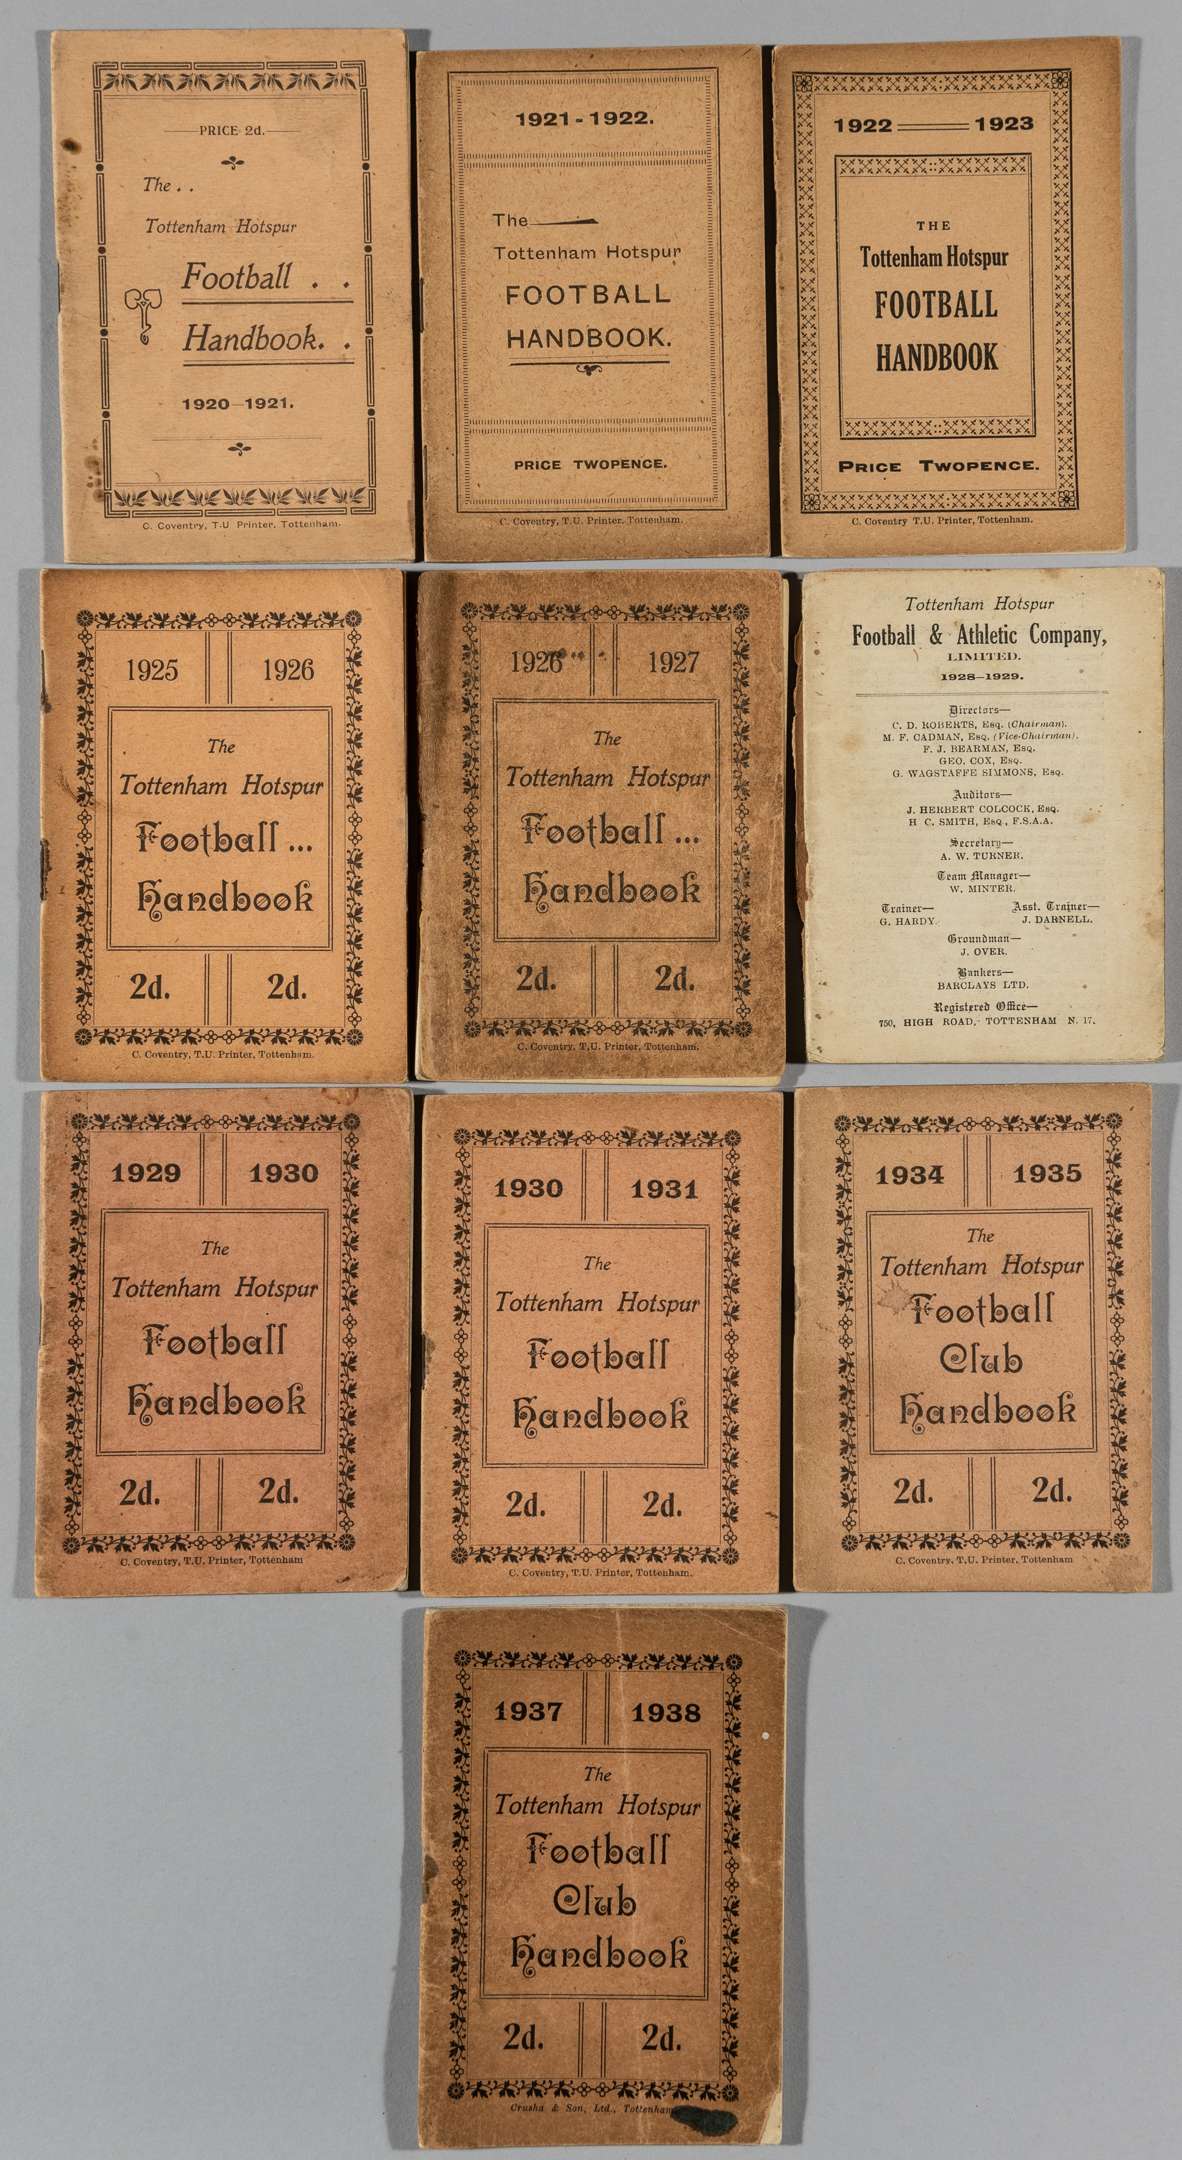 PRICE 2d.
The . .
Tottenham Hotspur
Football . .
Handbook. .
1920-1921.
C. Coventry, T.U Printer, Tottenham.
1921 - 1922.
The
Tottenham Hotspur
FOOTBALL
HANDBOOK.
PRICE TWOPENCE.
C. Coventry, T.U. Printer, Tottenham.
1922 1923
THE
Tottenham Hotspur
FOOTBALL
HANDBOOK
PRICE TWOPENCE.
C. Coventry T.U. Printer, Tottenham.
1925 1926
The
Tottenham Hotspur
Football ...
Handbook
2d. 2d.
C. Coventry, T.U. Printer, Tottenham.
1926 1927
The
Tottenham Hotspur
Football ...
Handbook
2d. 2d.
C. Coventry, T.U. Printer, Tottenham.
Tottenham Hotspur
Football & Athletic Company,
LIMITED.
1928–1929.
Directors—
C. D. ROBERTS, Esq. (Chairman).
M. F. CADMAN, Esq. (Vice-Chairman).
F. J. BEARMAN, Esq.
GEO. COX, Esq.
G. WAGSTAFFE SIMMONS, Esq.
Auditors—
J. HERBERT COLCOCK, Esq.
H. C. SMITH, Esq., F.S.A.A.
Secretary—
A. W. TURNER.
Team Manager—
W. MINTER.
Trainer— Asst. Trainer—
G. HARDY. J. DARNELL.
Groundman—
J. OVER.
Bankers—
BARCLAYS LTD.
Registered Office—
750, HIGH ROAD, TOTTENHAM N. 17.
1929 1930
The
Tottenham Hotspur
Football
Handbook
2d. 2d.
C. Coventry, T.U. Printer, Tottenham
1930 1931
The
Tottenham Hotspur
Football
Handbook
2d. 2d.
C. Coventry, T.U. Printer, Tottenham.
1934 1935
The
Tottenham Hotspur
Football
Club
Handbook
2d. 2d.
C. Coventry, T.U. Printer, Tottenham
1937 1938
The
Tottenham Hotspur
Football
Club
Handbook
2d. 2d.
Crusha & Son, Ltd., Tottenham